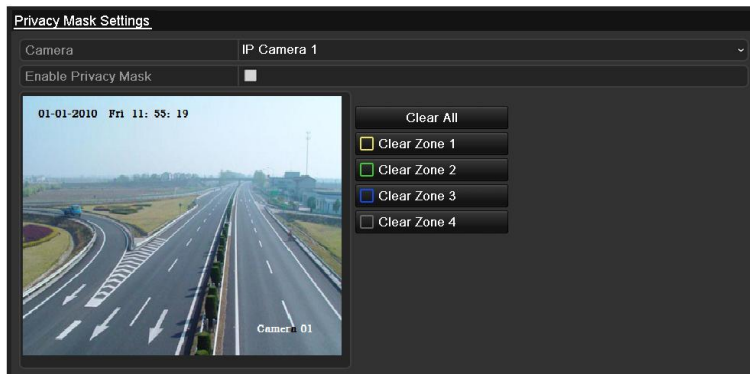 Privacy Mask Settings
Camera IP Camera 1
Enable Privacy Mask
01-01-2010 Fri 11: 55: 19
Clear All
Clear Zone 1
Clear Zone 2
Clear Zone 3
Clear Zone 4
Camera 01